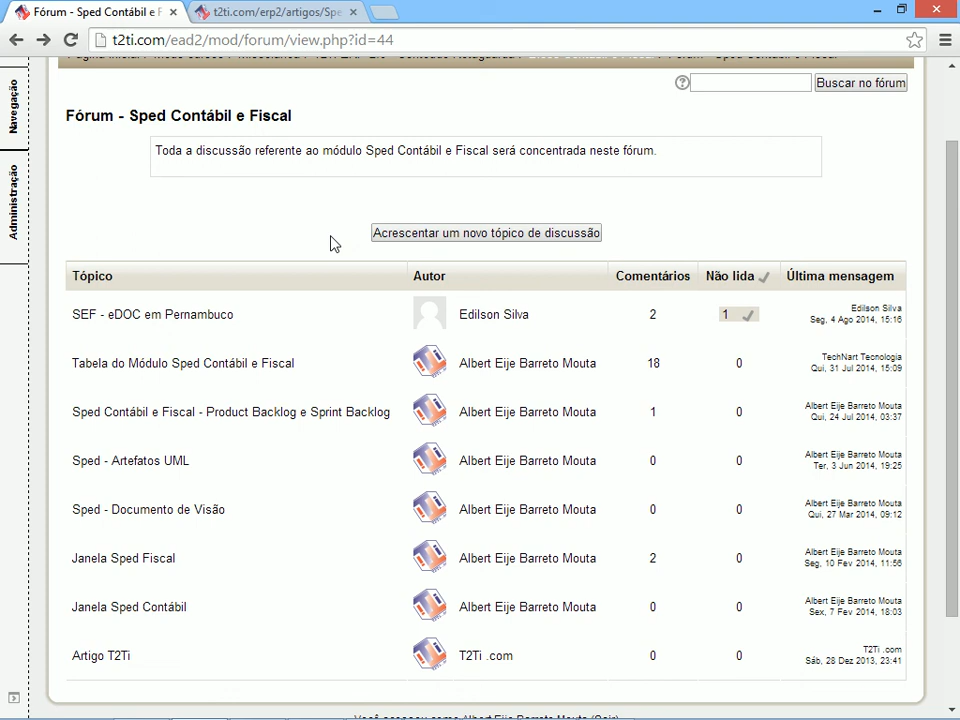 Fórum - Sped Contábil e F
t2ti.com/erp2/artigos/Spe
t2ti.com/ead2/mod/forum/view.php?id=44
Navegação
Administração
Buscar no fórum
Fórum - Sped Contábil e Fiscal
Toda a discussão referente ao módulo Sped Contábil e Fiscal será concentrada neste fórum.
Acrescentar um novo tópico de discussão
Tópico Autor Comentários Não lida Última mensagem
SEF - eDOC em Pernambuco Edilson Silva 2 1 Edilson Silva
Seg, 4 Ago 2014, 15:16
Tabela do Módulo Sped Contábil e Fiscal Albert Eije Barreto Mouta 18 0 TechNart Tecnologia
Qui, 31 Jul 2014, 15:09
Sped Contábil e Fiscal - Product Backlog e Sprint Backlog Albert Eije Barreto Mouta 1 0 Albert Eije Barreto Mouta
Qui, 24 Jul 2014, 03:37
Sped - Artefatos UML Albert Eije Barreto Mouta 0 0 Albert Eije Barreto Mouta
Ter, 3 Jun 2014, 19:25
Sped - Documento de Visão Albert Eije Barreto Mouta 0 0 Albert Eije Barreto Mouta
Qui, 27 Mar 2014, 09:12
Janela Sped Fiscal Albert Eije Barreto Mouta 2 0 Albert Eije Barreto Mouta
Seg, 10 Fev 2014, 11:56
Janela Sped Contábil Albert Eije Barreto Mouta 0 0 Albert Eije Barreto Mouta
Sex, 7 Fev 2014, 18:03
Artigo T2Ti T2Ti .com 0 0 T2Ti .com
Sáb, 28 Dez 2013, 23:41
Você acessou como Albert Eije Barreto Mouta (Sair)